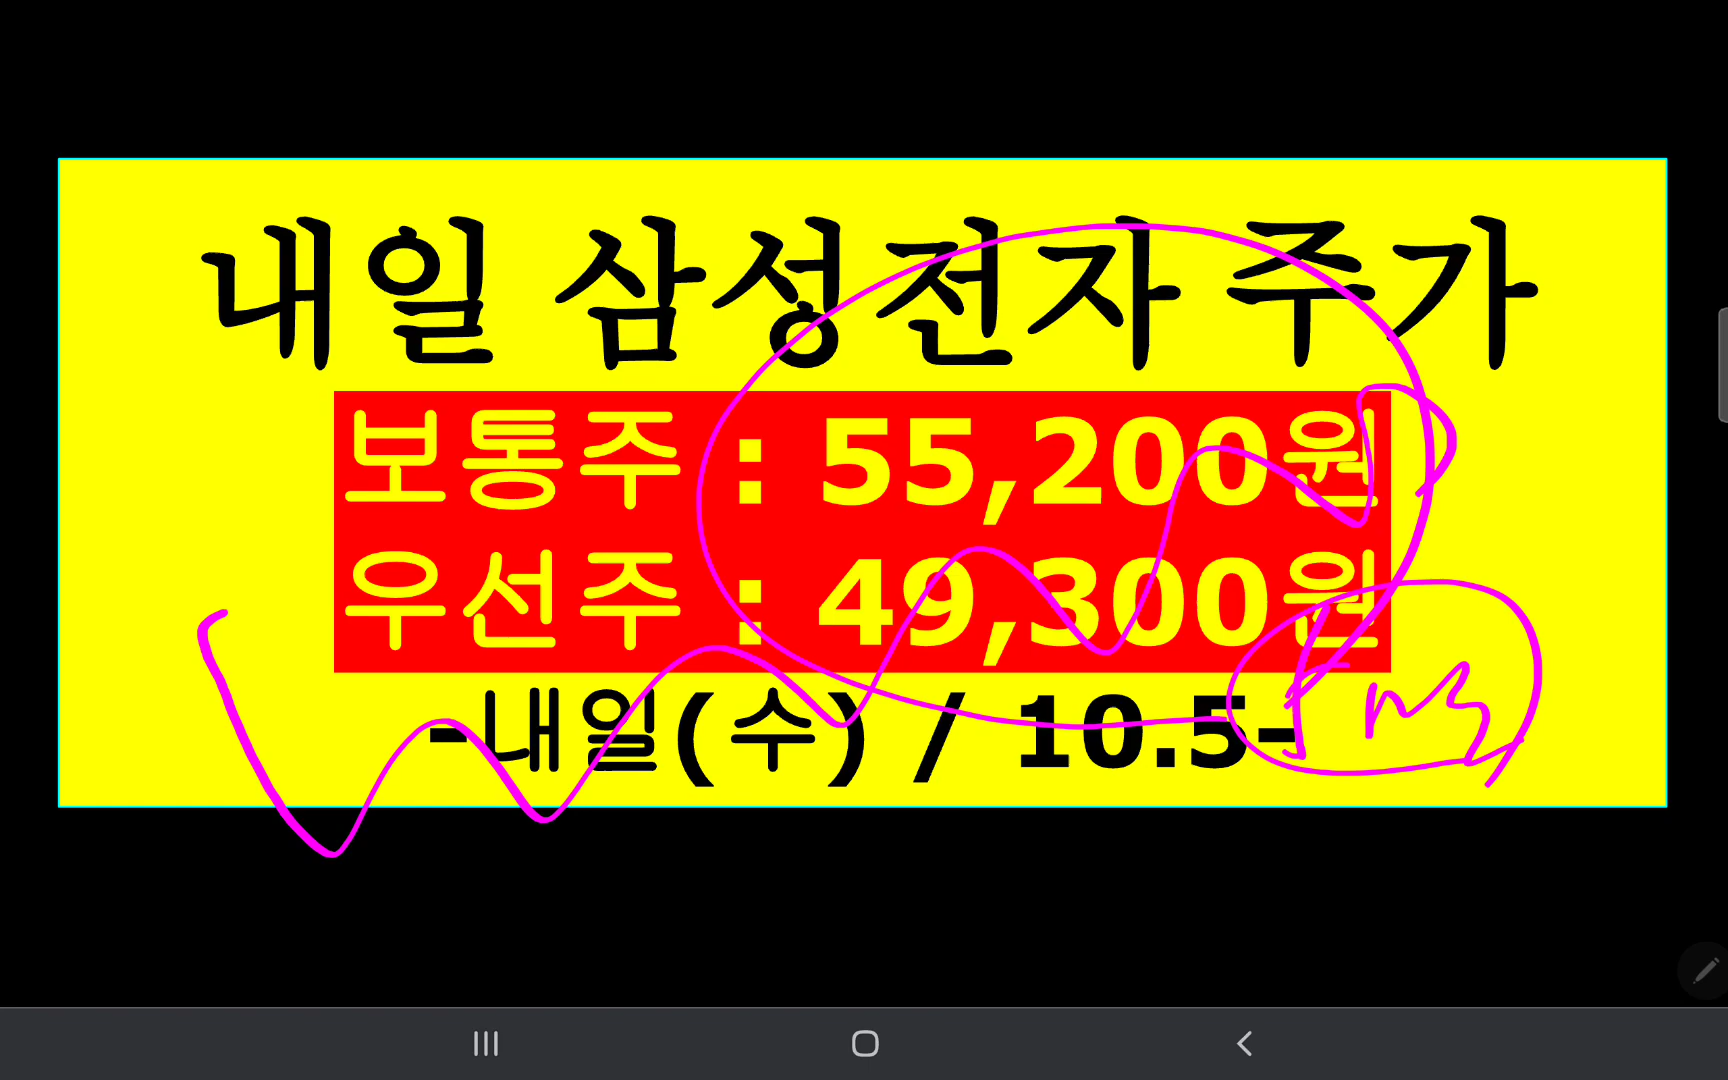 내일 삼성전자 주가
보통주 : 55,200원
우선주 : 49,300원
-내일(수) / 10.5-